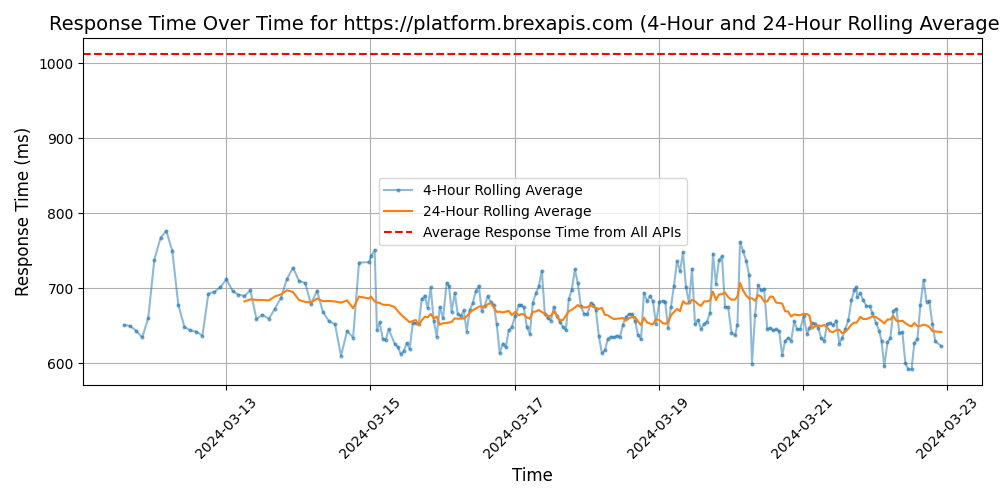 Response Time Over Time for https://platform.brexapis.com (4-Hour and 24-Hour Rolling Average
Response Time (ms)
1000
900
800
700
600
4-Hour Rolling Average
24-Hour Rolling Average
Average Response Time from All APIs
2024-03-13
2024-03-15
2024-03-17
2024-03-19
2024-03-21
2024-03-23
Time